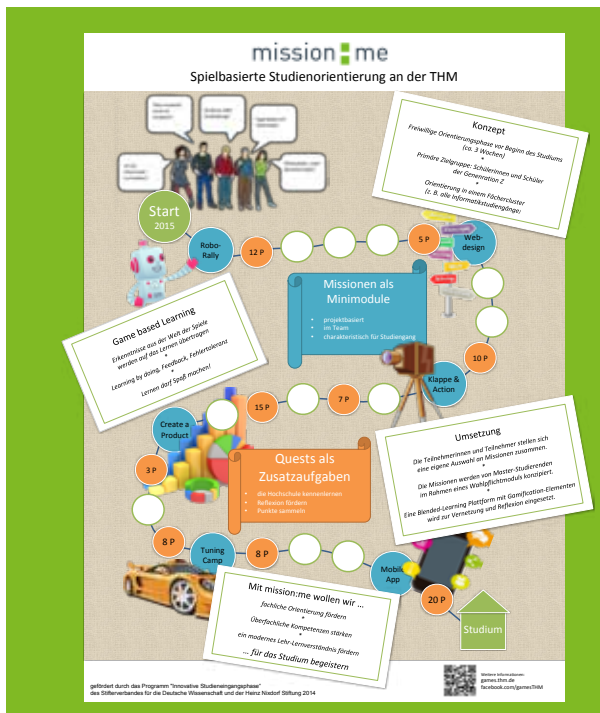 mission:me
Spielbasierte Studienorientierung an der THM
Konzept
Freiwillige Orientierungsphase vor Beginn des Studiums
(ca. 3 Wochen)
*
Primäre Zielgruppe: Schülerinnen und Schüler
der Generation Z
*
Orientierung in einem Fächercluster
(z. B. alle Informatikstudiengänge)
Start
2015
Robo-
Rally
12 P
5 P
Web-
design
Missionen als
Minimodule
• projektbasiert
• im Team
• charakteristisch für Studiengang
Game based Learning
Erkenntnisse aus der Welt der Spiele
werden auf das Lernen übertragen
*
Learning by doing, Feedback, Fehlertoleranz
*
Lernen darf Spaß machen!
10 P
Klappe &
Action
7 P
15 P
Create a
Product
3 P
Quests als
Zusatzaufgaben
• die Hochschule kennenlernen
• Reflexion fördern
• Punkte sammeln
Umsetzung
Die Teilnehmerinnen und Teilnehmer stellen sich
eine eigene Auswahl an Missionen zusammen.
*
Die Missionen werden von Master-Studierenden
im Rahmen eines Wahlpflichtmoduls konzipiert.
*
Eine Blended-Learning Plattform mit Gamification-Elementen
wird zur Vernetzung und Reflexion eingesetzt.
8 P
Tuning
Camp
8 P
Mobile
App
20 P
Studium
Mit mission:me wollen wir ...
fachliche Orientierung fördern
*
Überfachliche Kompetenzen stärken
*
ein modernes Lehr-Lernverständnis fördern
... für das Studium begeistern
gefördert durch das Programm "Innovative Studieneingangsphase"
des Stifterverbandes für die Deutsche Wissenschaft und der Heinz Nixdorf Stiftung 2014
Weitere Informationen:
games.thm.de
facebook.com/gamesTHM